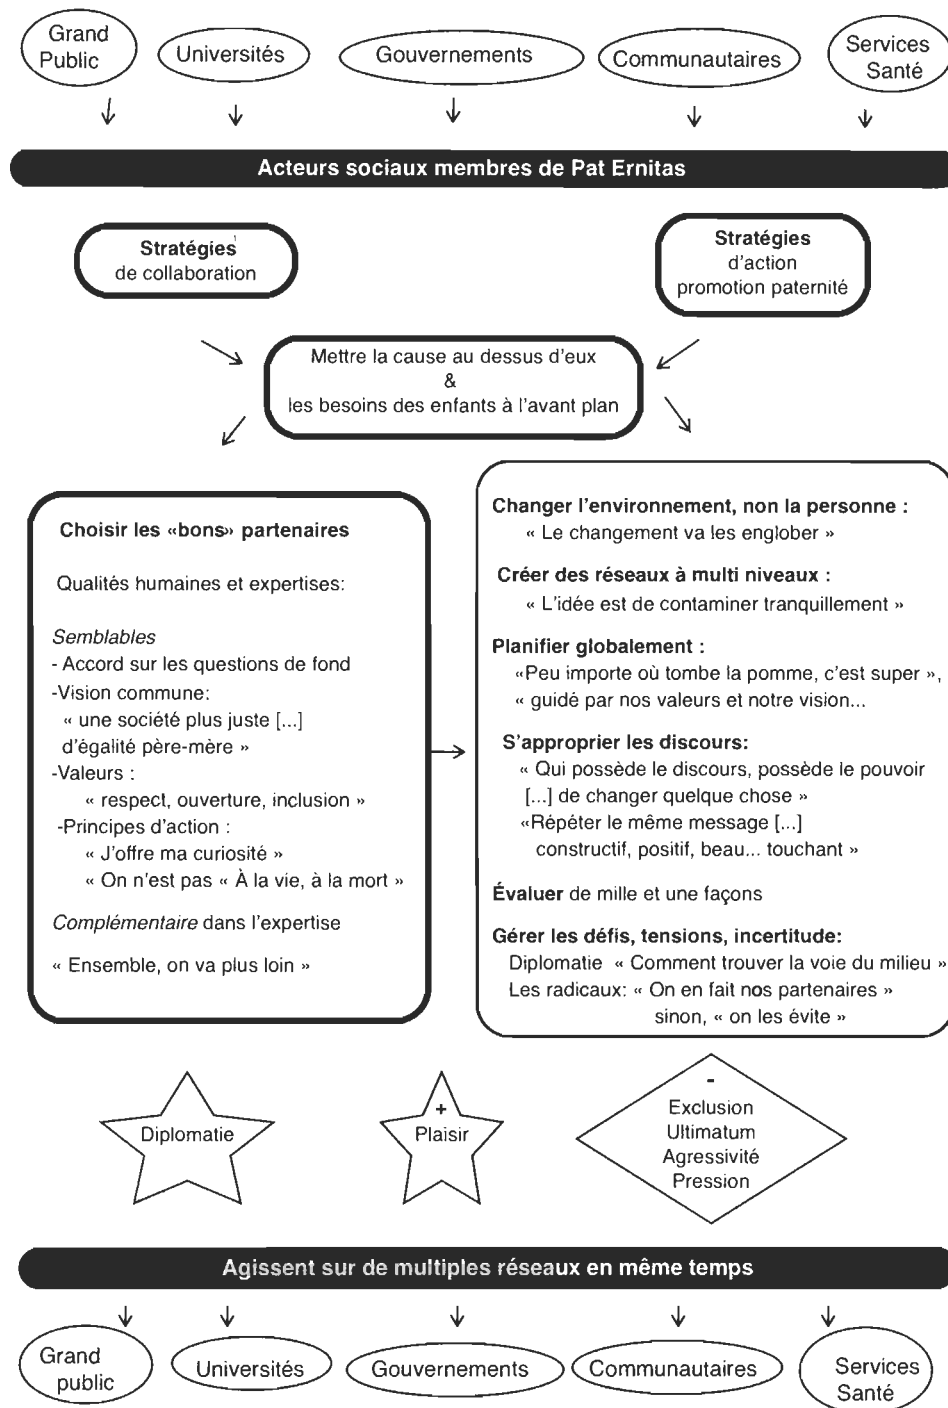 Grand
Public
Universités
Gouvernements
Communautaires
Services
Santé
Acteurs sociaux membres de Pat Ernitas
Stratégies
de collaboration
Stratégies
d'action
promotion paternité
Mettre la cause au dessus d'eux
&
les besoins des enfants à l'avant plan
Choisir les «bons» partenaires
Qualités humaines et expertises:
Semblables
- Accord sur les questions de fond
-Vision commune:
« une société plus juste [...]
d'égalité père-mère »
-Valeurs :
« respect, ouverture, inclusion »
-Principes d'action :
« J'offre ma curiosité »
« On n'est pas « À la vie, à la mort »
Complémentaire dans l'expertise
« Ensemble, on va plus loin »
Changer l'environnement, non la personne :
« Le changement va les englober »
Créer des réseaux à multi niveaux :
« L'idée est de contaminer tranquillement »
Planifier globalement :
«Peu importe où tombe la pomme, c'est super »,
« guidé par nos valeurs et notre vision...
S'approprier les discours:
« Qui possède le discours, possède le pouvoir
[...] de changer quelque chose »
«Répéter le même message [...]
constructif, positif, beau... touchant »
Évaluer de mille et une façons
Gérer les défis, tensions, incertitude:
Diplomatie « Comment trouver la voie du milieu »
Les radicaux: « On en fait nos partenaires »
sinon, « on les évite »
Diplomatie
+
Plaisir
-
Exclusion
Ultimatum
Agressivité
Pression
Agissent sur de multiples réseaux en même temps
Grand
public
Universités
Gouvernements
Communautaires
Services
Santé